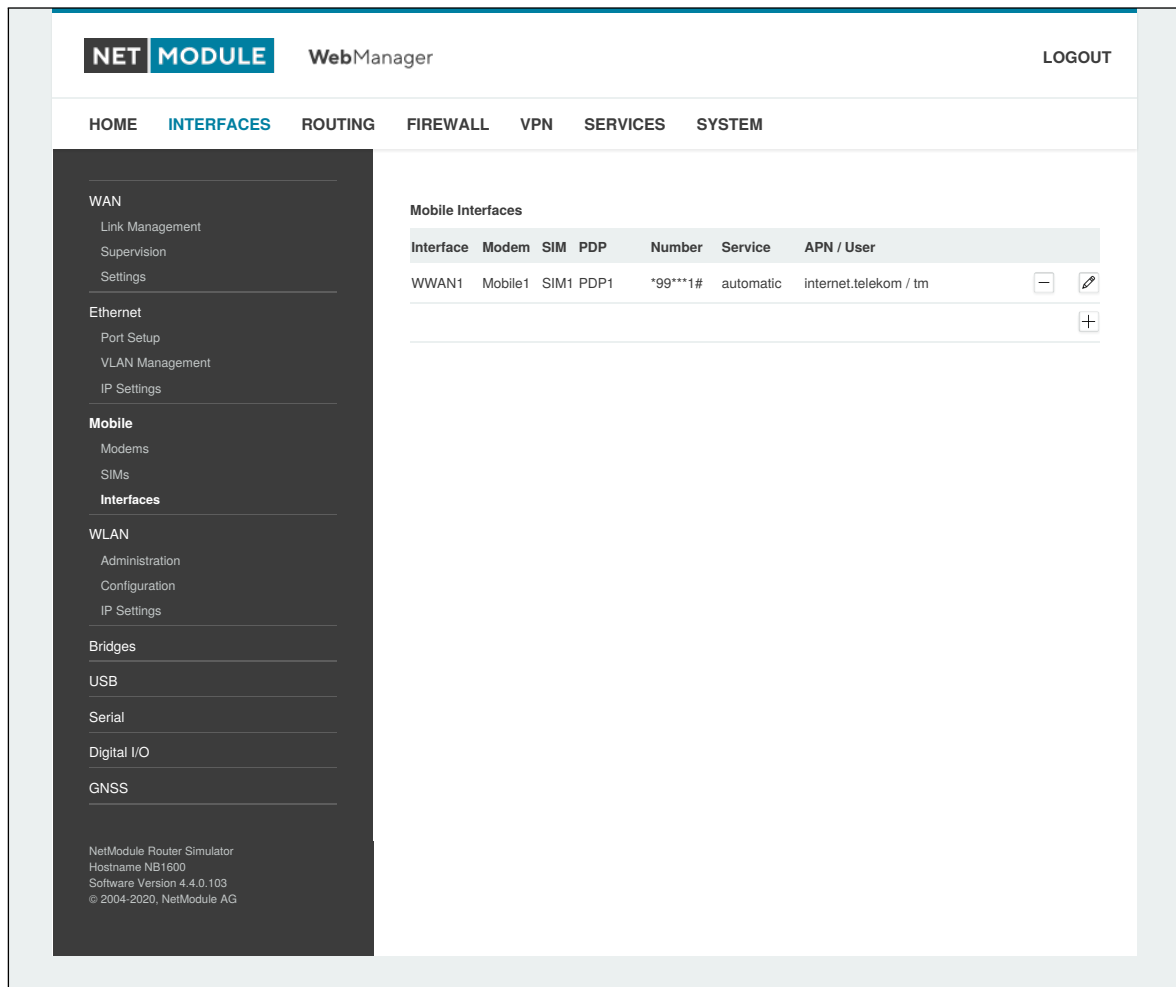 NET MODULE WebManager LOGOUT
HOME INTERFACES ROUTING FIREWALL VPN SERVICES SYSTEM
WAN
Link Management
Supervision
Settings
Ethernet
Port Setup
VLAN Management
IP Settings
Mobile
Modems
SIMs
Interfaces
WLAN
Administration
Configuration
IP Settings
Bridges
USB
Serial
Digital I/O
GNSS
NetModule Router Simulator
Hostname NB1600
Software Version 4.4.0.103
© 2004-2020, NetModule AG
Mobile Interfaces
Interface Modem SIM PDP Number Service APN / User
WWAN1 Mobile1 SIM1 PDP1 *99***1# automatic internet.telekom / tm